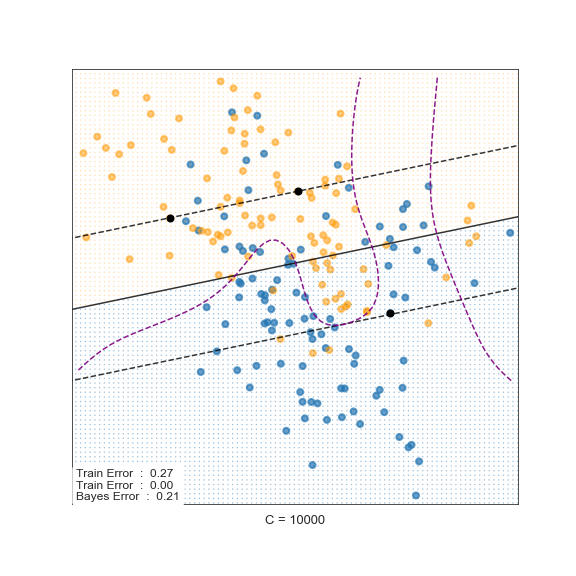 Train Error  :  0.27
Train Error  :  0.00
Bayes Error  :  0.21
C = 10000